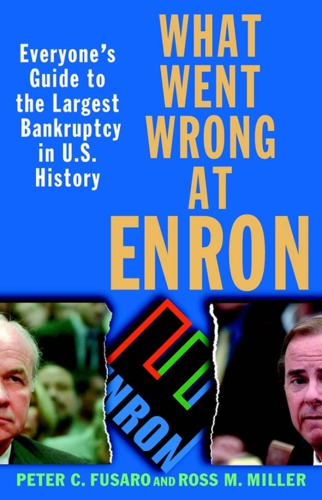 Everyone's
Guide to
the Largest
Bankruptcy
in U.S.
History
WHAT
WENT
WRONG
AT
ENRON
ENRON
PETER C. FUSARO AND ROSS M. MILLER